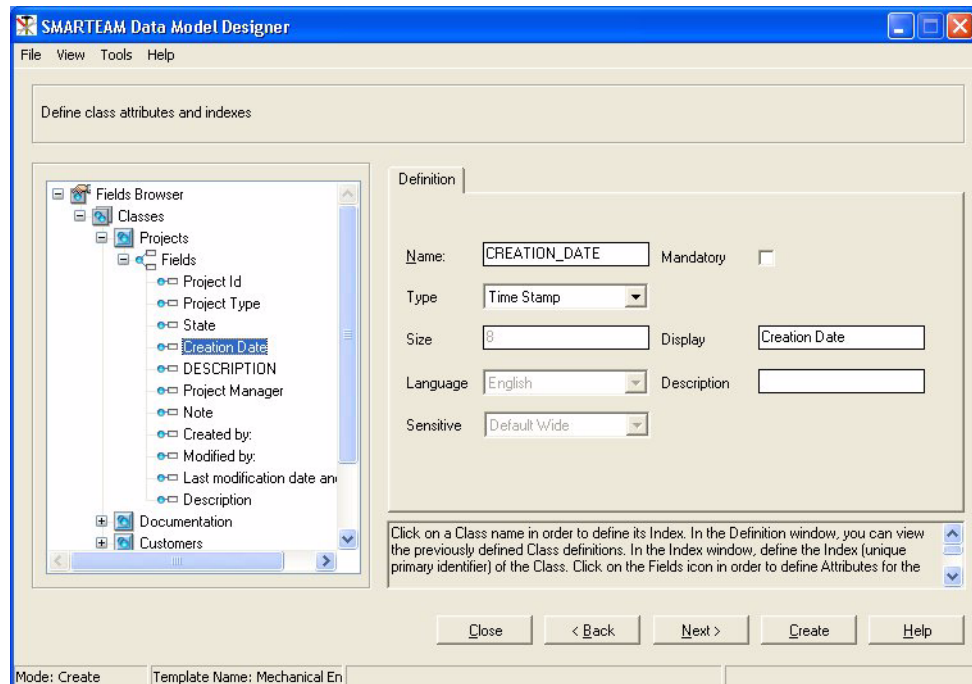 SMARTEAM Data Model Designer
File View Tools Help
Define class attributes and indexes
Fields Browser
Classes
Projects
Fields
Project Id
Project Type
State
Creation Date
DESCRIPTION
Project Manager
Note
Created by:
Modified by:
Last modification date an
Description
Documentation
Customers
Definition
Name: CREATION_DATE Mandatory
Type Time Stamp
Size 8 Display Creation Date
Language English Description
Sensitive Default Wide
Click on a Class name in order to define its Index. In the Definition window, you can view
the previously defined Class definitions. In the Index window, define the Index (unique
primary identifier) of the Class. Click on the Fields icon in order to define Attributes for the
Close < Back Next > Create Help
Mode: Create Template Name: Mechanical En